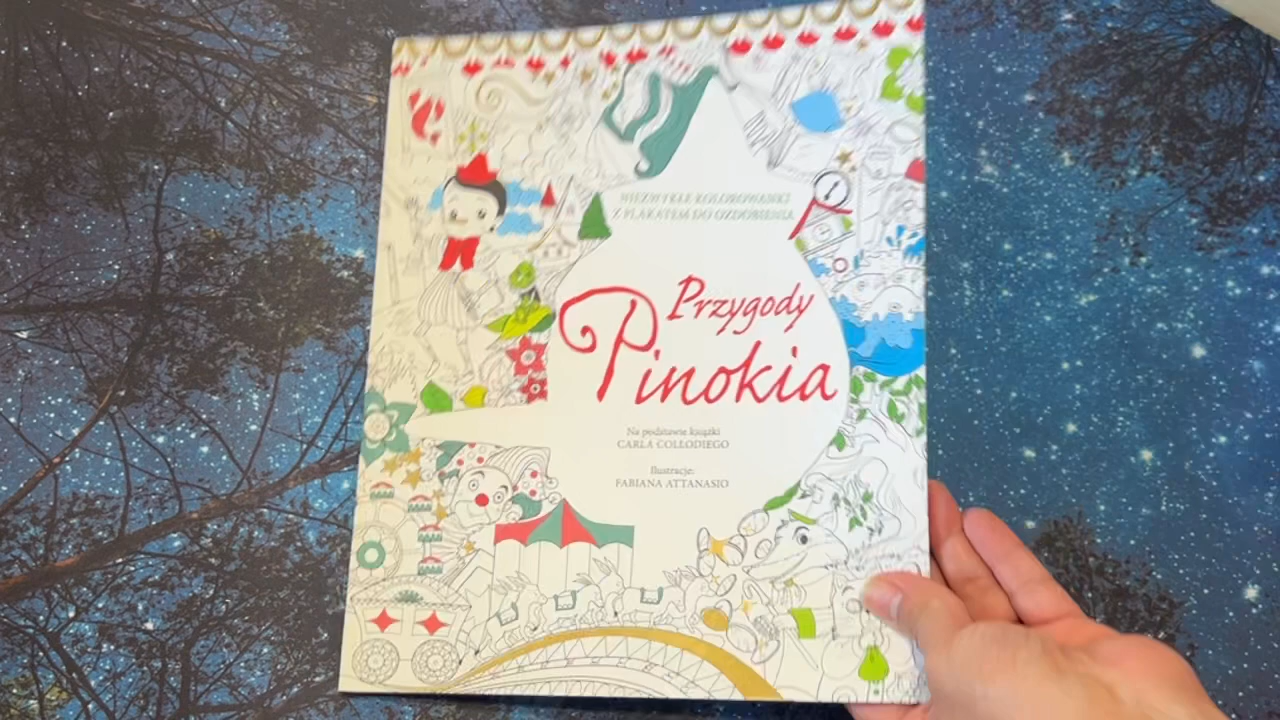 NIEZWYKŁE KOLOROWANKI
Z PLAKATEM DO OZDOBIENIA
Przygody
Pinokia
Na podstawie książki
CARLA COLLODIEGO
Ilustracje:
FABIANA ATTANASIO